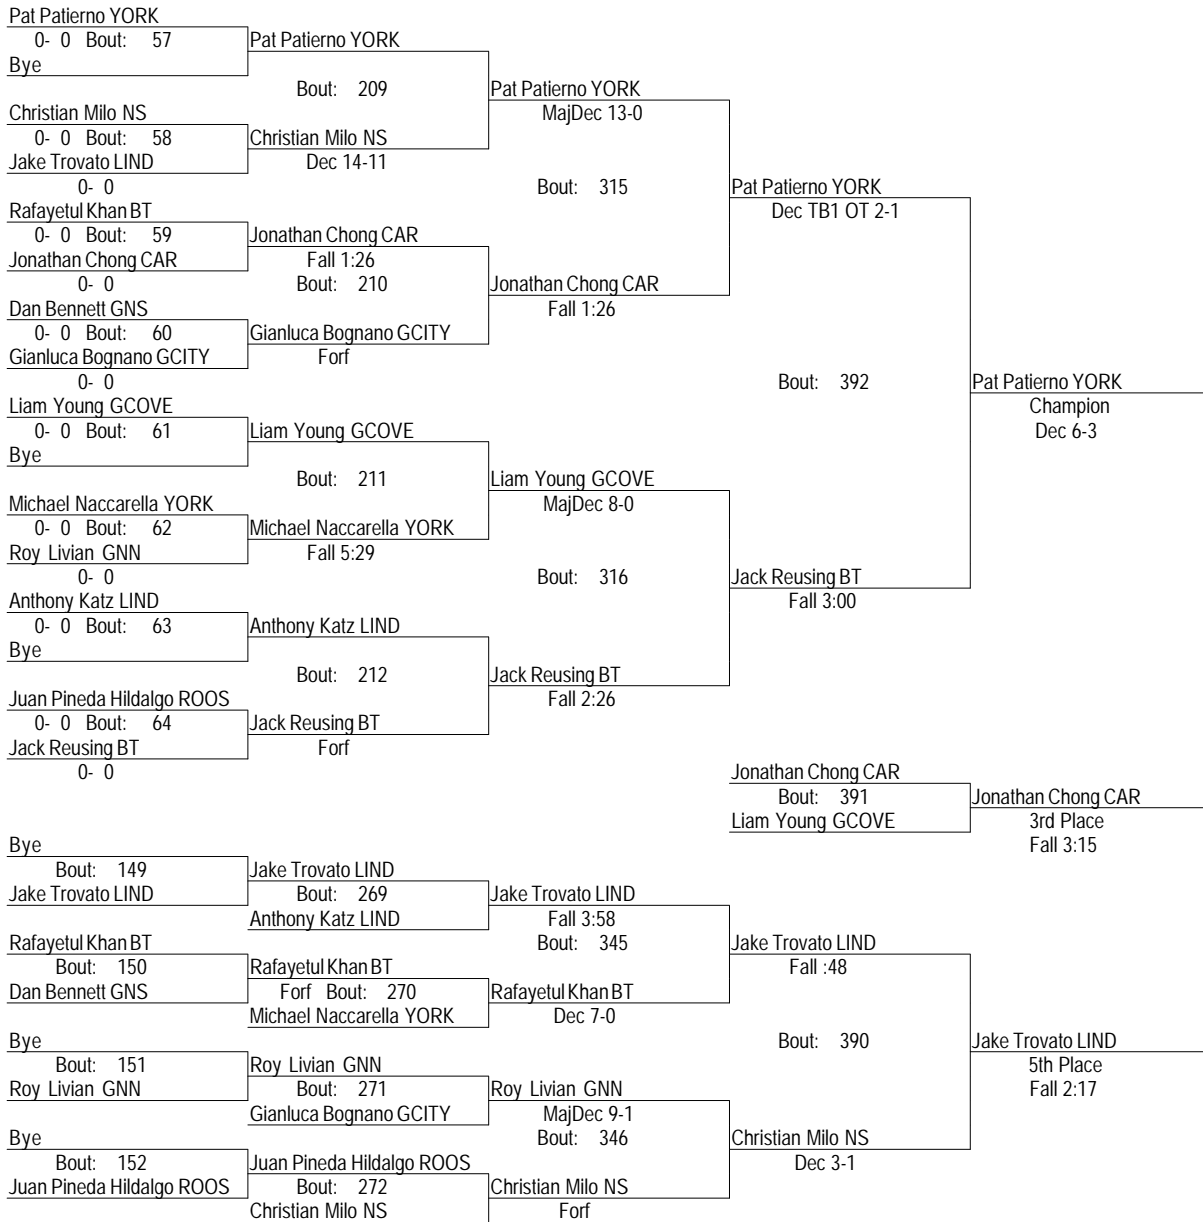 Pat Patierno YORK
0- 0 Bout: 57 Pat Patierno YORK
Bye
Bout: 209 Pat Patierno YORK
Christian Milo NS MajDec 13-0
0- 0 Bout: 58 Christian Milo NS
Jake Trovato LIND Dec 14-11
0- 0 Bout: 315 Pat Patierno YORK
Rafayetul Khan BT Dec TB1 OT 2-1
0- 0 Bout: 59 Jonathan Chong CAR
Jonathan Chong CAR Fall 1:26
0- 0 Bout: 210 Jonathan Chong CAR
Dan Bennett GNS Fall 1:26
0- 0 Bout: 60 Gianluca Bognano GCITY
Gianluca Bognano GCITY Forf
0- 0 Bout: 392 Pat Patierno YORK
Liam Young GCOVE Champion
0- 0 Bout: 61 Liam Young GCOVE Dec 6-3
Bye
Bout: 211 Liam Young GCOVE
Michael Naccarella YORK MajDec 8-0
0- 0 Bout: 62 Michael Naccarella YORK
Roy Livian GNN Fall 5:29
0- 0 Bout: 316 Jack Reusing BT
Anthony Katz LIND Fall 3:00
0- 0 Bout: 63 Anthony Katz LIND
Bye
Bout: 212 Jack Reusing BT
Juan Pineda Hildalgo ROOS Fall 2:26
0- 0 Bout: 64 Jack Reusing BT
Jack Reusing BT Forf
0- 0 Jonathan Chong CAR
Bout: 391 Jonathan Chong CAR
Liam Young GCOVE 3rd Place
Bye Fall 3:15
Bout: 149 Jake Trovato LIND
Jake Trovato LIND Bout: 269 Jake Trovato LIND
Anthony Katz LIND Fall 3:58
Rafayetul Khan BT Bout: 345 Jake Trovato LIND
Bout: 150 Rafayetul Khan BT Fall :48
Dan Bennett GNS Forf Bout: 270 Rafayetul Khan BT
Michael Naccarella YORK Dec 7-0
Bye Bout: 390 Jake Trovato LIND
Bout: 151 Roy Livian GNN 5th Place
Roy Livian GNN Bout: 271 Roy Livian GNN Fall 2:17
Gianluca Bognano GCITY MajDec 9-1
Bye Bout: 346 Christian Milo NS
Bout: 152 Juan Pineda Hildalgo ROOS Dec 3-1
Juan Pineda Hildalgo ROOS Bout: 272 Christian Milo NS
Christian Milo NS Forf